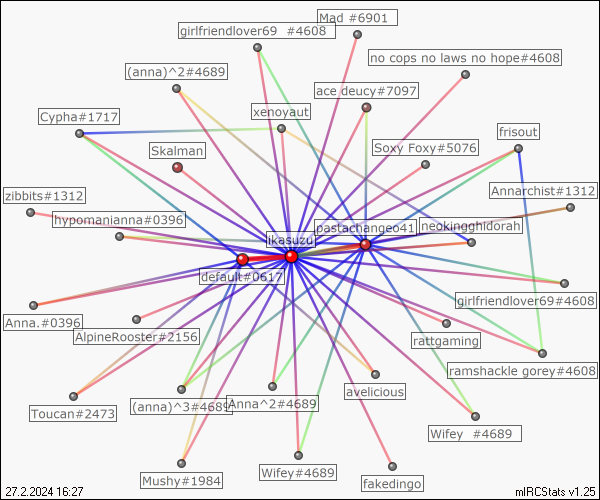 Mad #6901
girlfriendlover69 #4608
no cops no laws no hope#4608
(anna)^2#4689
ace deucy#7097
Cypha#1717
xenoyaut
frisout
Skalman
Soxy Foxy#5076
zibbits#1312
Annarchist#1312
hypomanianna#0396
pastachangeo41
neckingghidorah
Ikasuzu
default#0617
girlfriendlover69#4608
Anna.#0396
AlpineRooster#2156
rattgaming
ramshackle gorey#4608
avelicious
Toucan#2473
(anna)^3#4689
Anna^2#4689
Wifey #4689
Mushy#1984
Wifey#4689
fakedingo
27.2.2024 16:27
mIRCStats v1.25